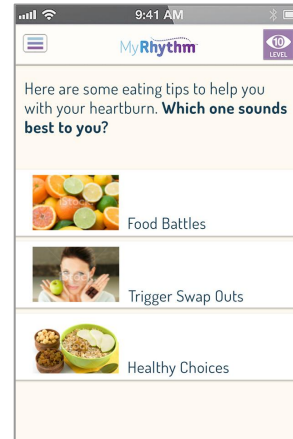 9:41 AM
MyRhythm
10
LEVEL
Here are some eating tips to help you
with your heartburn. Which one sounds
best to you?
Food Battles
Trigger Swap Outs
Healthy Choices